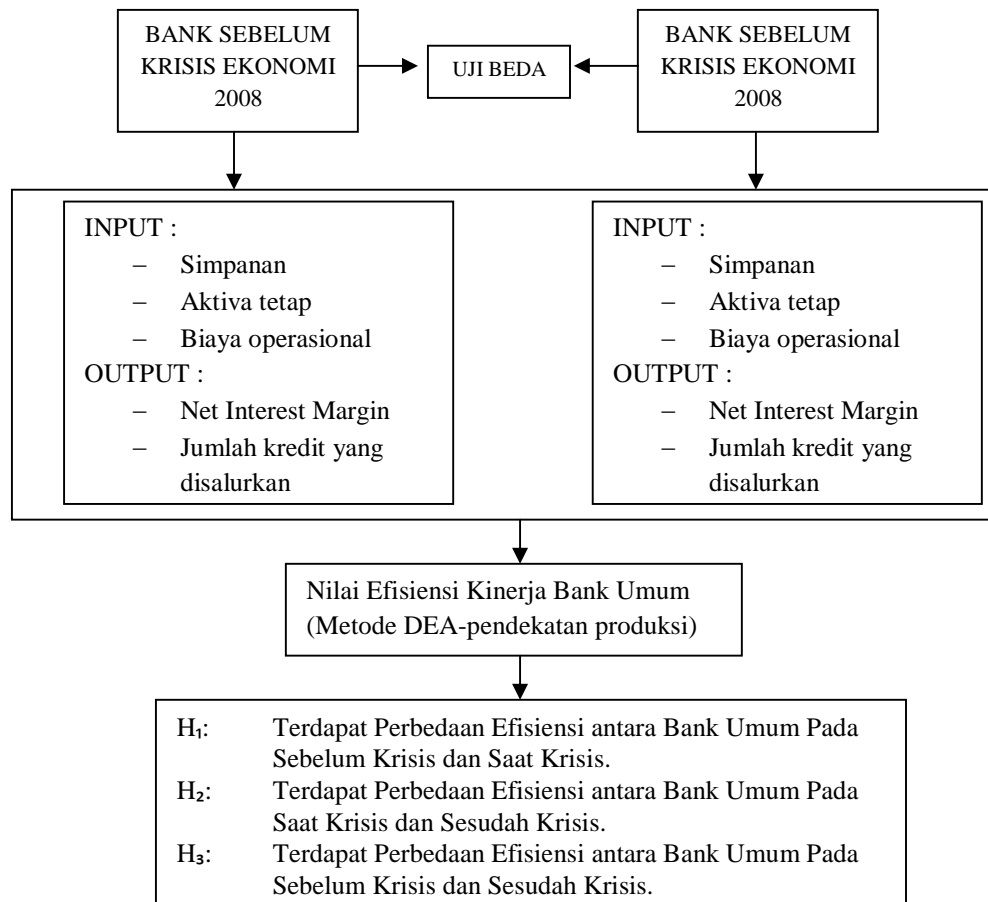 BANK SEBELUM
KRISIS EKONOMI
2008
UJI BEDA
BANK SEBELUM
KRISIS EKONOMI
2008
INPUT :
– Simpanan
– Aktiva tetap
– Biaya operasional
OUTPUT :
– Net Interest Margin
– Jumlah kredit yang
disalurkan
INPUT :
– Simpanan
– Aktiva tetap
– Biaya operasional
OUTPUT :
– Net Interest Margin
– Jumlah kredit yang
disalurkan
Nilai Efisiensi Kinerja Bank Umum
(Metode DEA-pendekatan produksi)
H₁: Terdapat Perbedaan Efisiensi antara Bank Umum Pada
Sebelum Krisis dan Saat Krisis.
H₂: Terdapat Perbedaan Efisiensi antara Bank Umum Pada
Saat Krisis dan Sesudah Krisis.
H₃: Terdapat Perbedaan Efisiensi antara Bank Umum Pada
Sebelum Krisis dan Sesudah Krisis.